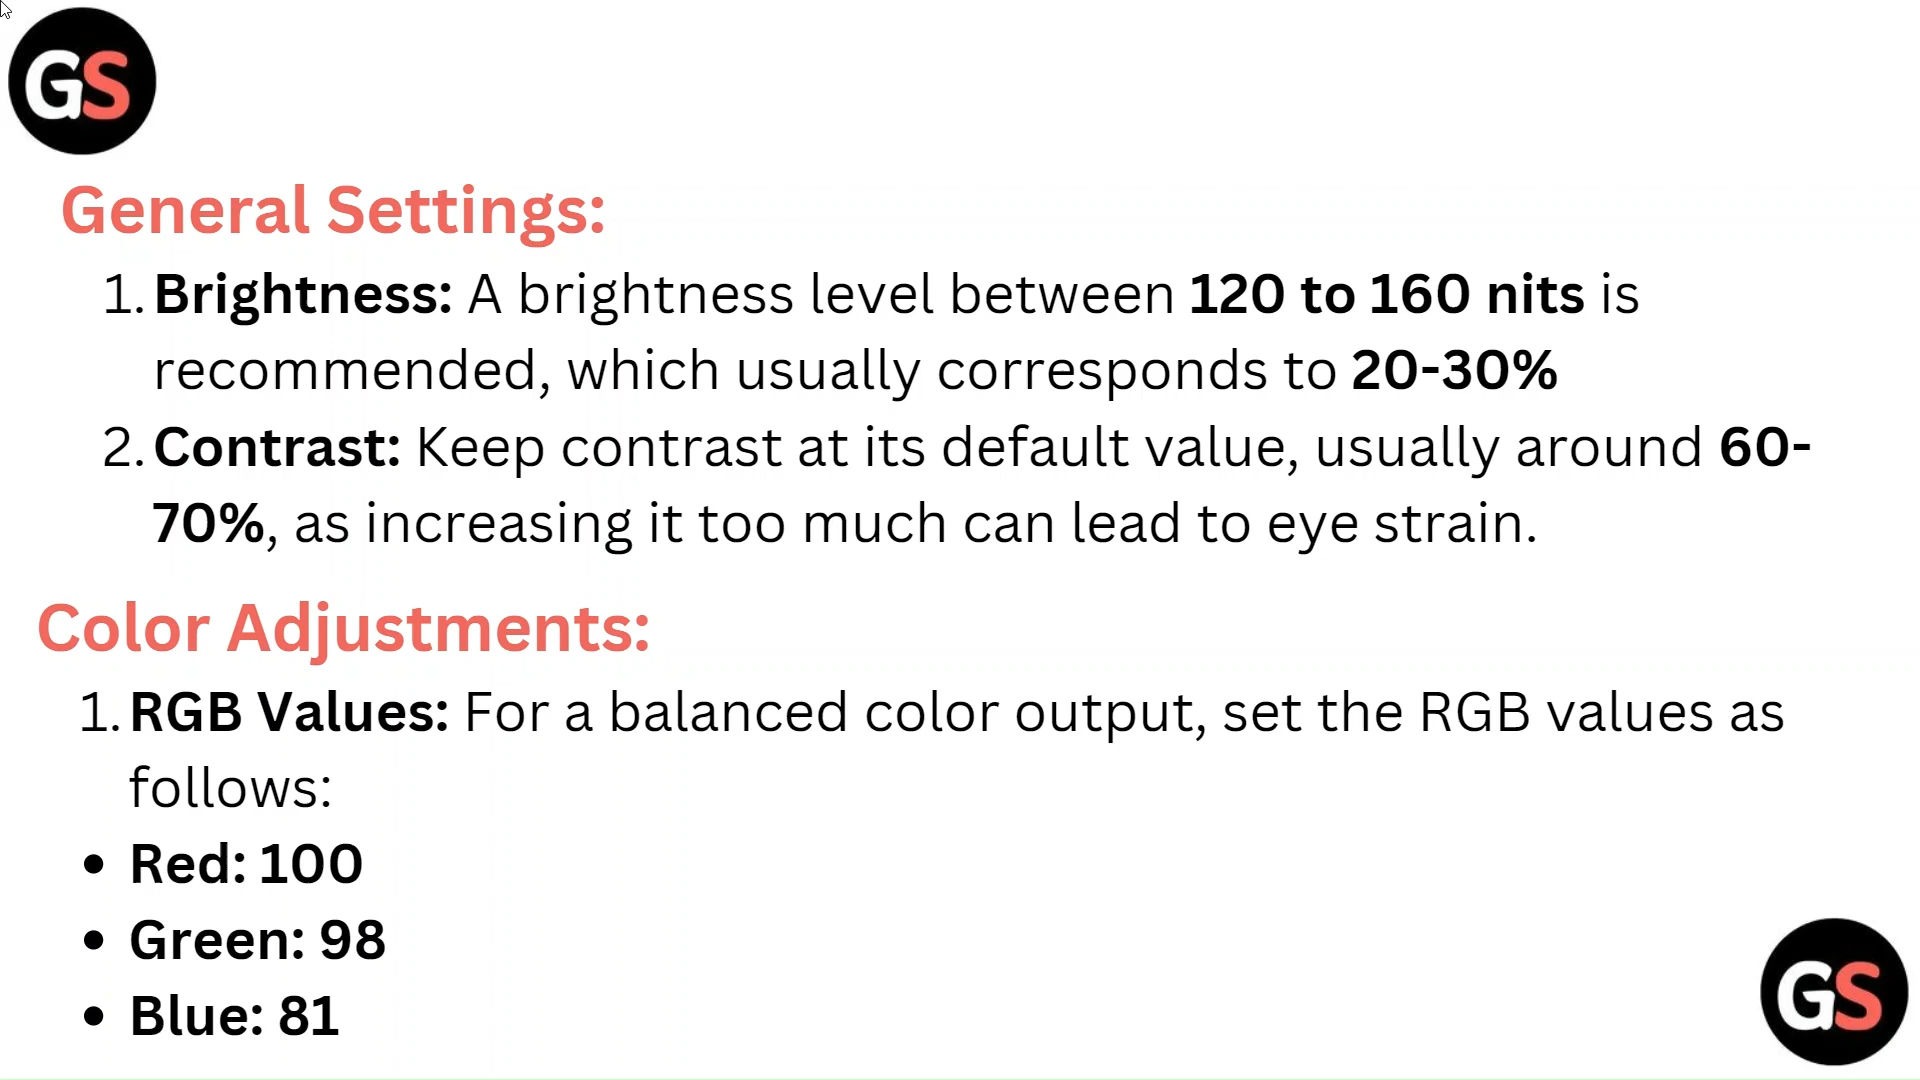 GS
General Settings:
1. Brightness: A brightness level between 120 to 160 nits is
recommended, which usually corresponds to 20-30%
2. Contrast: Keep contrast at its default value, usually around 60-
70%, as increasing it too much can lead to eye strain.
Color Adjustments:
1. RGB Values: For a balanced color output, set the RGB values as
follows:
• Red: 100
• Green: 98
• Blue: 81
GS